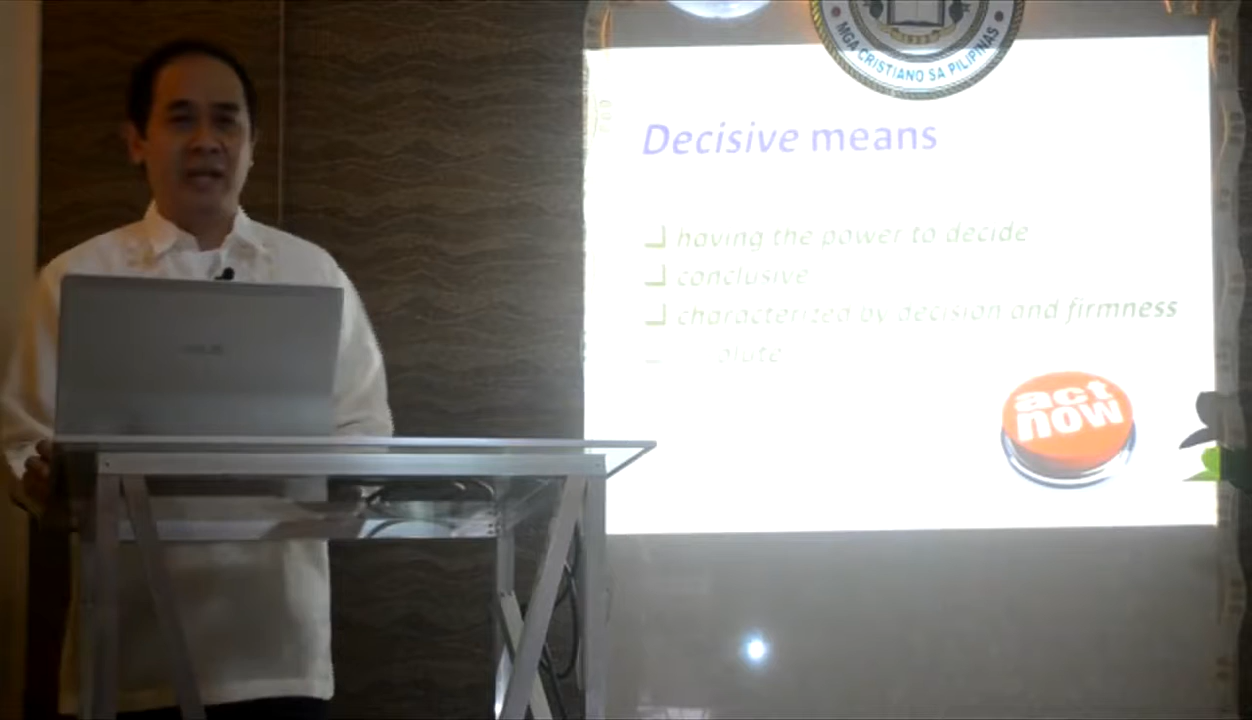 1913
MGA CRISTIANO SA PILIPINAS
Decisive means
having the power to decide
conclusive
characterized by decision and firmness
act
now